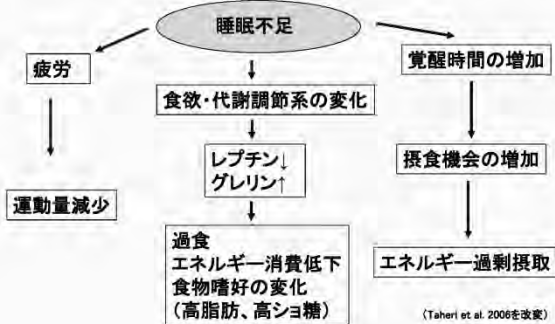 睡眠不足
疲労
覚醒時間の増加
食欲・代謝調節系の変化
レプチン↓
グレリン↑
摂食機会の増加
運動量減少
過食
エネルギー消費低下
食物嗜好の変化
(高脂肪、高ショ糖)
エネルギー過剰摂取
(Taheri et al. 2006を改変)